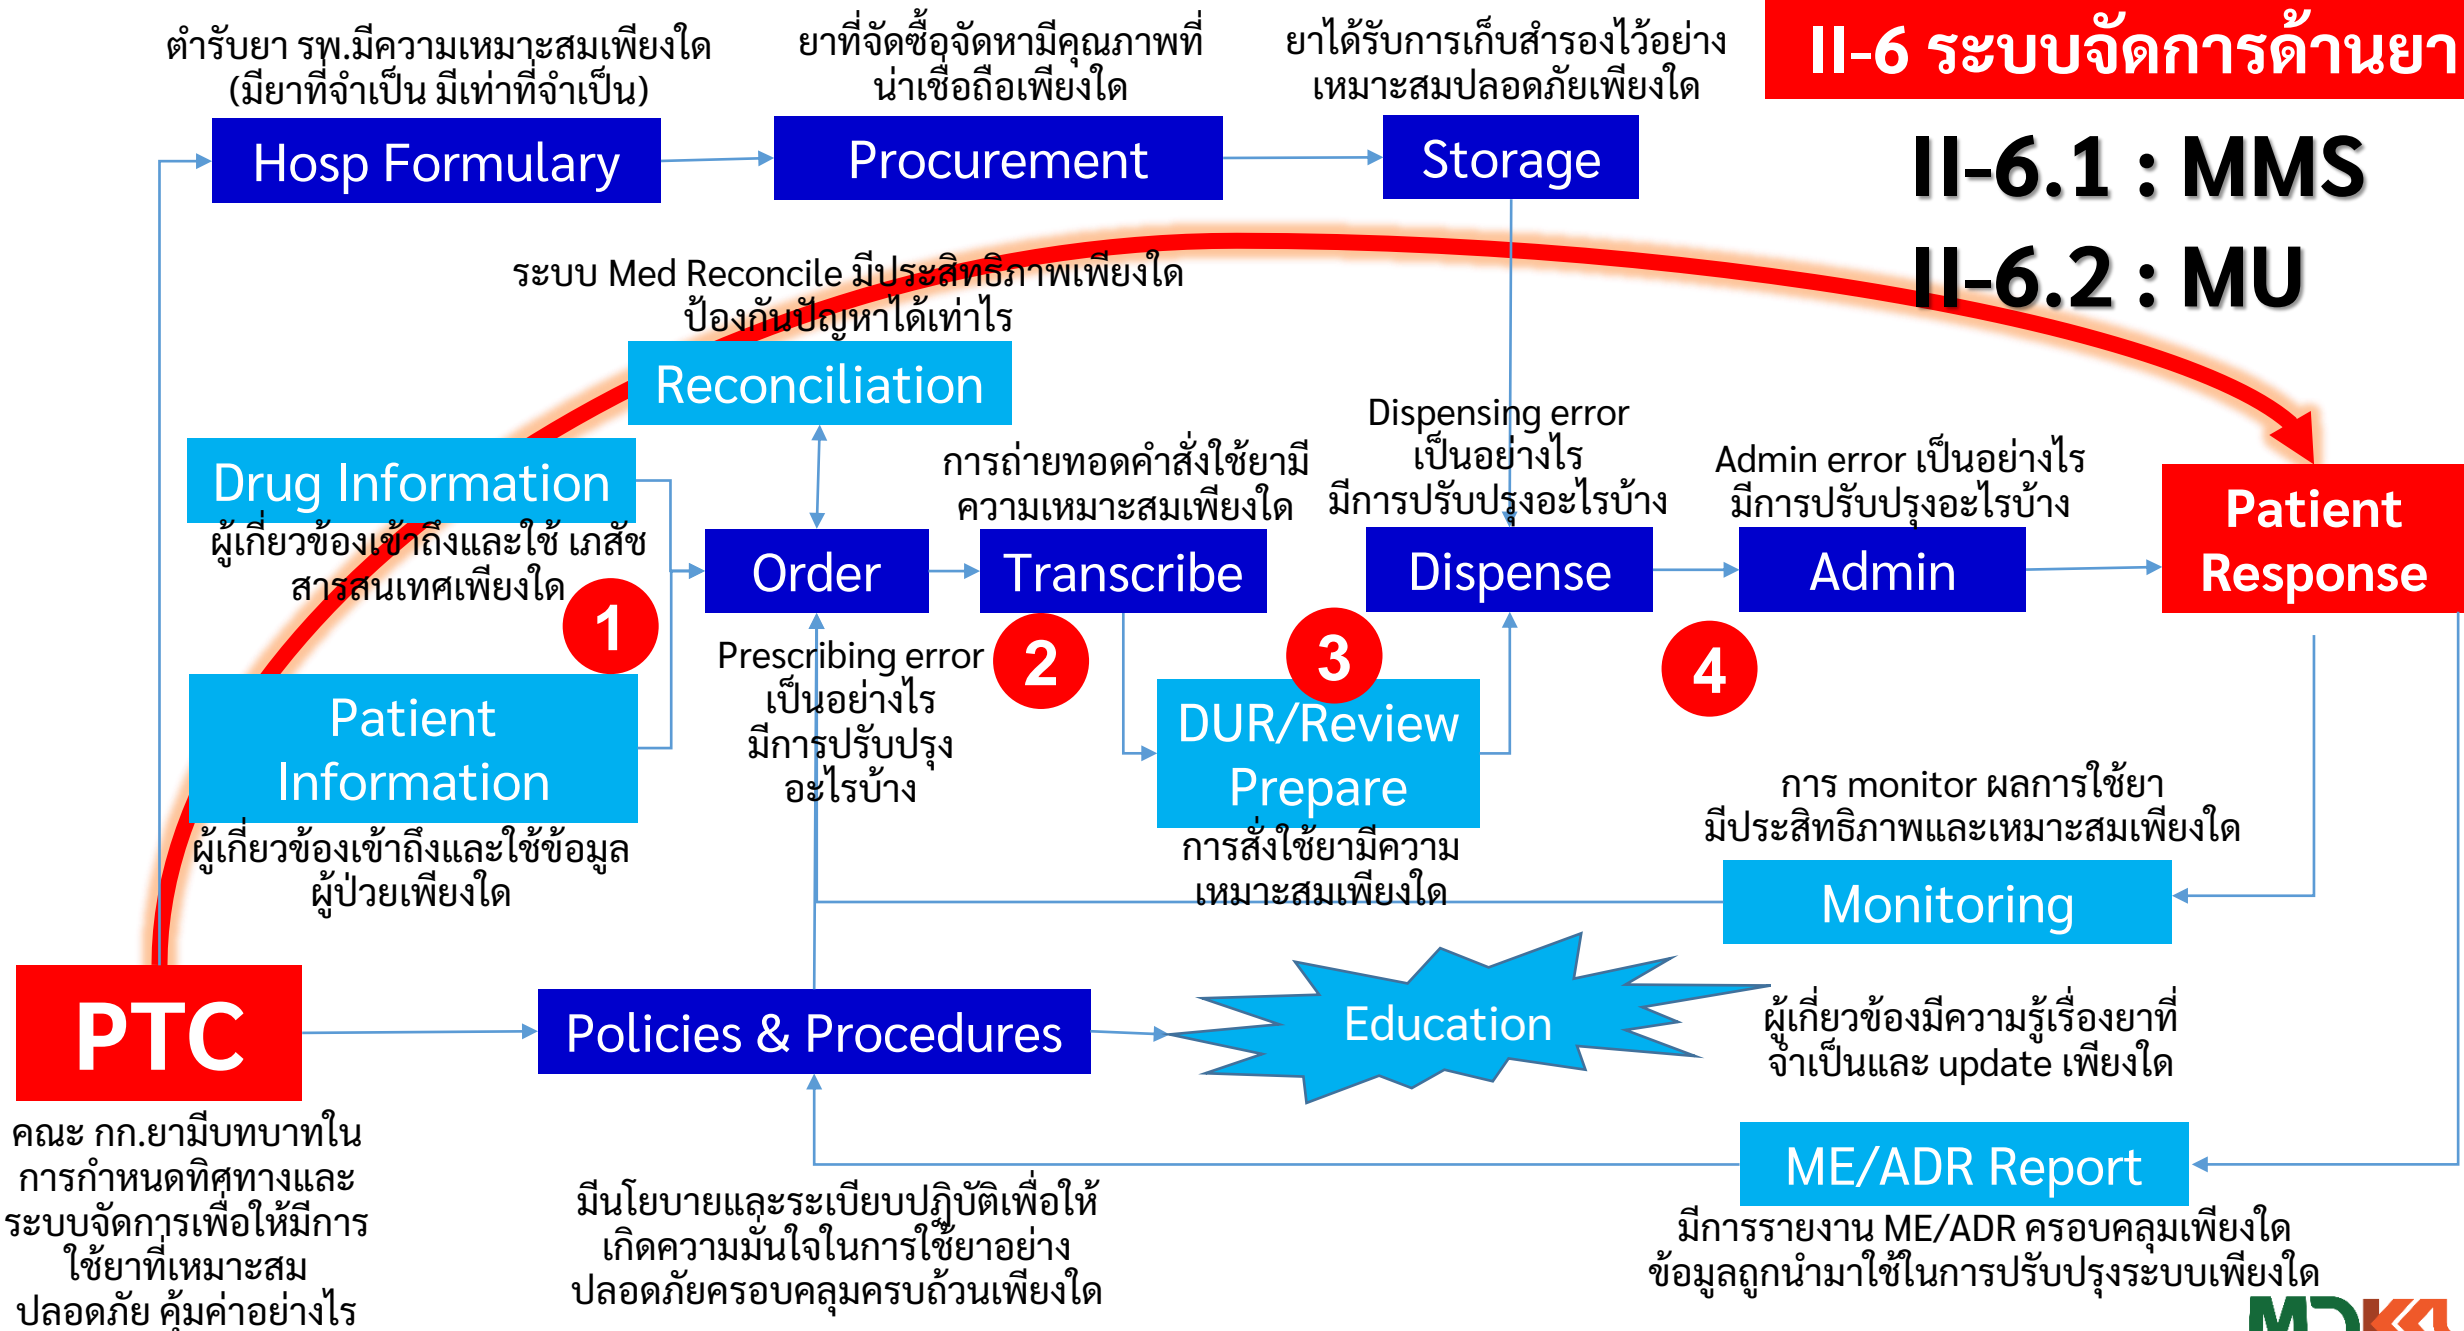 II-6 ระบบจัดการด้านยา
II-6.1 : MMS
II-6.2 : MU
ตำรับยา รพ.มีความเหมาะสมเพียงใด
(มียาที่จำเป็น มีเท่าที่จำเป็น)
Hosp Formulary
ยาที่จัดซื้อจัดหามีคุณภาพที่
น่าเชื่อถือเพียงใด
Procurement
ยาได้รับการเก็บสำรองไว้อย่าง
เหมาะสมปลอดภัยเพียงใด
Storage
ระบบ Med Reconcile มีประสิทธิภาพเพียงใด
ป้องกันปัญหาได้เท่าไร
Reconciliation
Drug Information
ผู้เกี่ยวข้องเข้าถึงและใช้ เภสัช
สารสนเทศเพียงใด
1
Patient
Information
ผู้เกี่ยวข้องเข้าถึงและใช้ข้อมูล
ผู้ป่วยเพียงใด
Order
Prescribing error
เป็นอย่างไร
มีการปรับปรุง
อะไรบ้าง
การถ่ายทอดคำสั่งใช้ยามี
ความเหมาะสมเพียงใด
Transcribe
2
3
DUR/Review
Prepare
การสั่งใช้ยามีความ
เหมาะสมเพียงใด
Dispensing error
เป็นอย่างไร
มีการปรับปรุงอะไรบ้าง
Dispense
4
Admin error เป็นอย่างไร
มีการปรับปรุงอะไรบ้าง
Admin
Patient
Response
การ monitor ผลการใช้ยา
มีประสิทธิภาพและเหมาะสมเพียงใด
Monitoring
PTC
คณะ กก.ยามีบทบาทใน
การกำหนดทิศทางและ
ระบบจัดการเพื่อให้มีการ
ใช้ยาที่เหมาะสม
ปลอดภัย คุ้มค่าอย่างไร
Policies & Procedures
มีนโยบายและระเบียบปฏิบัติเพื่อให้
เกิดความมั่นใจในการใช้ยาอย่าง
ปลอดภัยครอบคลุมครบถ้วนเพียงใด
Education
ผู้เกี่ยวข้องมีความรู้เรื่องยาที่
จำเป็นและ update เพียงใด
ME/ADR Report
มีการรายงาน ME/ADR ครอบคลุมเพียงใด
ข้อมูลถูกนำมาใช้ในการปรับปรุงระบบเพียงใด